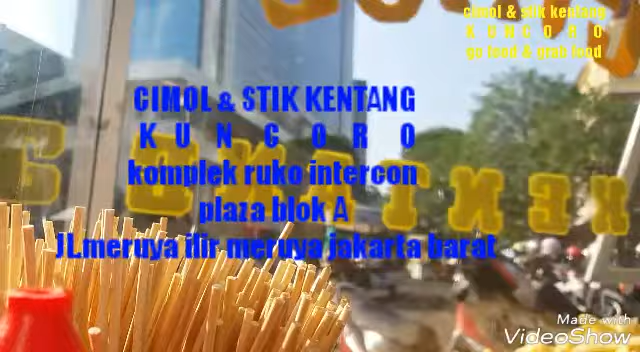 cimol & stik kentang
K U N C O R O
go food & grab food
CIMOL & STIK KENTANG
K U N C O R O
komplek ruko intercon
plaza blok A
JLmeruya ilir meruya jakarta barat
KENTANG
Made with
VideoShow